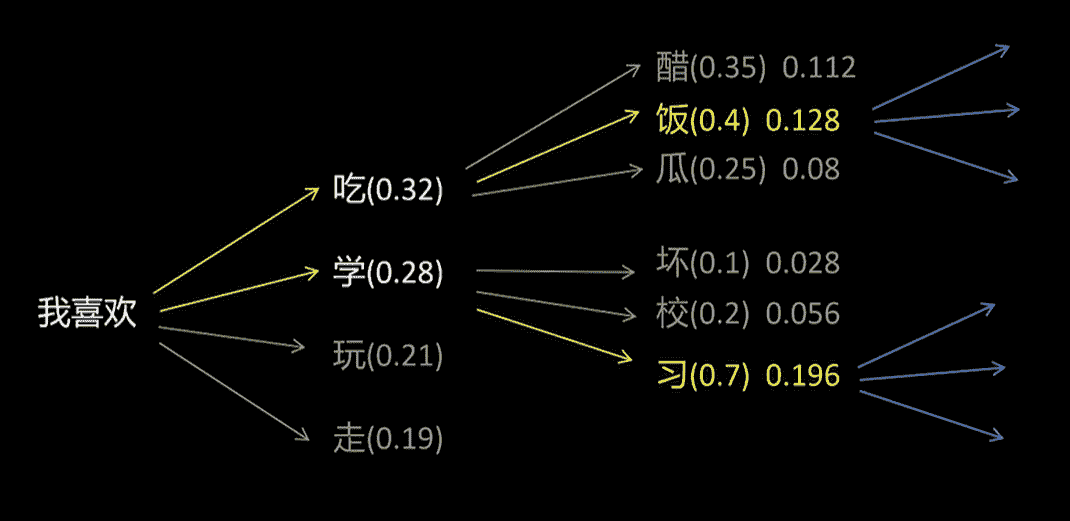 我喜欢
吃(0.32)
学(0.28)
玩(0.21)
走(0.19)
醋(0.35) 0.112
饭(0.4) 0.128
瓜(0.25) 0.08
坏(0.1) 0.028
校(0.2) 0.056
习(0.7) 0.196